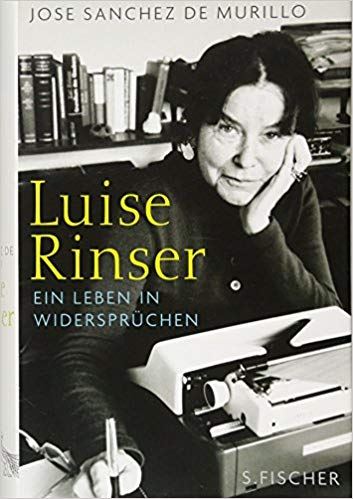 JOSE SANCHEZ DE MURILLO
Luise
Rinser
EIN LEBEN IN
WIDERSPRÜCHEN
S. FISCHER